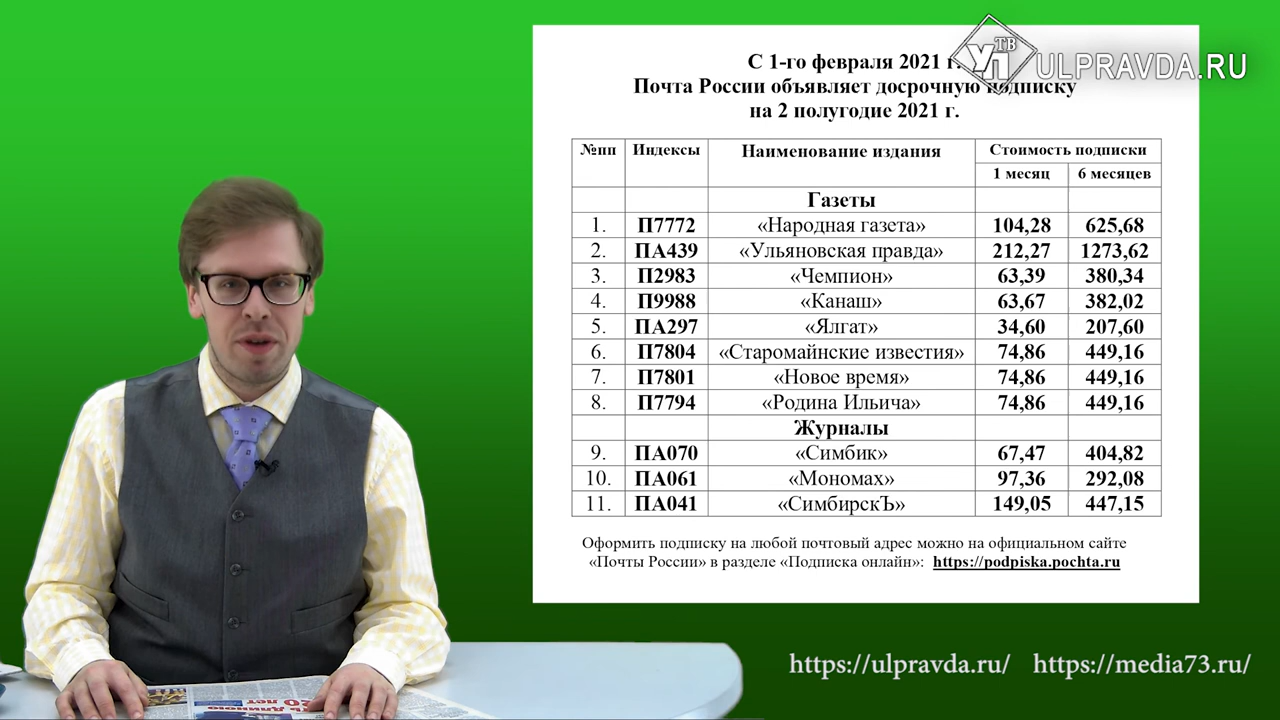 УП ТВ ULPRAVDA.RU
С 1-го февраля 2021 г.
Почта России объявляет досрочную подписку
на 2 полугодие 2021 г.
№пп Индексы Наименование издания Стоимость подписки
1 месяц 6 месяцев
Газеты
1. П7772 «Народная газета» 104,28 625,68
2. ПА439 «Ульяновская правда» 212,27 1273,62
3. П2983 «Чемпион» 63,39 380,34
4. П9988 «Канаш» 63,67 382,02
5. ПА297 «Ялгат» 34,60 207,60
6. П7804 «Старомайнские известия» 74,86 449,16
7. П7801 «Новое время» 74,86 449,16
8. П7794 «Родина Ильича» 74,86 449,16
Журналы
9. ПА070 «Симбик» 67,47 404,82
10. ПА061 «Мономах» 97,36 292,08
11. ПА041 «СимбирскЪ» 149,05 447,15
Оформить подписку на любой почтовый адрес можно на официальном сайте
«Почты России» в разделе «Подписка онлайн»: https://podpiska.pochta.ru
https://ulpravda.ru/ https://media73.ru/
20 лет